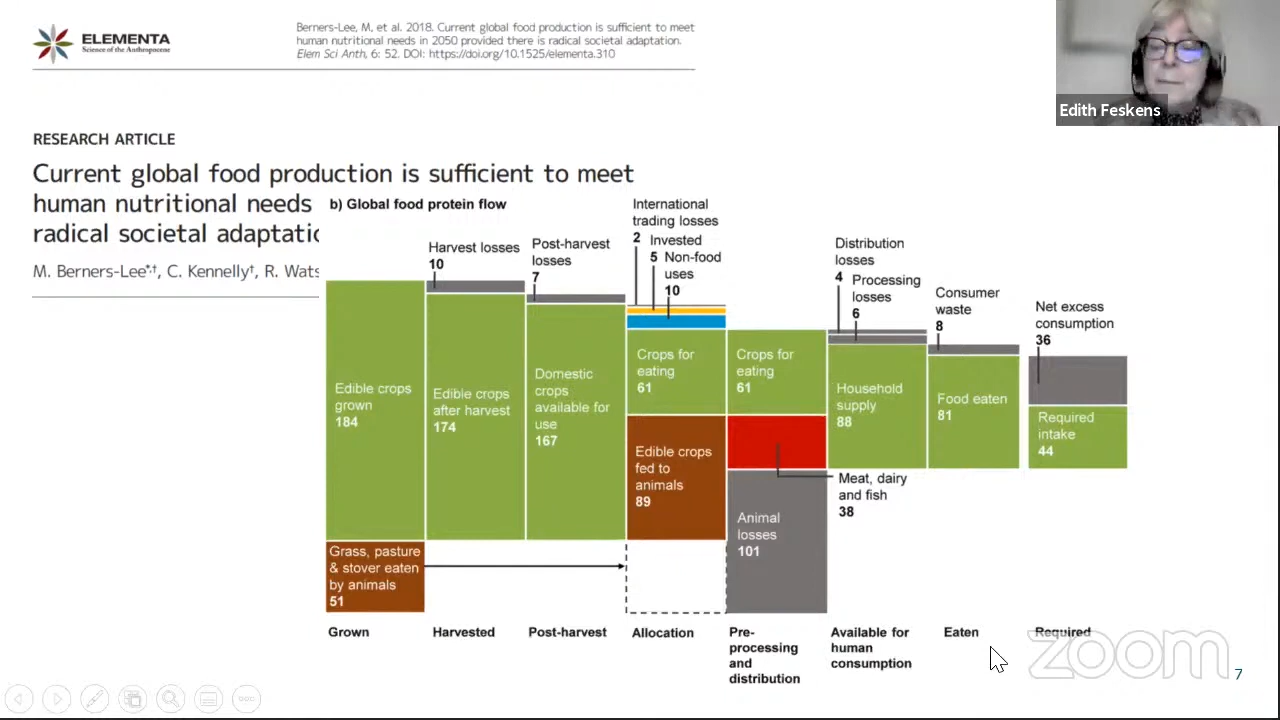 ELEMENTA
Science of the Anthropocene
Berners-Lee, M, et al. 2018. Current global food production is sufficient to meet
human nutritional needs in 2050 provided there is radical societal adaptation.
Elem Sci Anth, 6: 52. DOI: https://doi.org/10.1525/elementa.310
Edith Feskens
RESEARCH ARTICLE
Current global food production is sufficient to meet
human nutritional needs
radical societal adaptatic
M. Berners-Lee*,†, C. Kennelly†, R. Wats
b) Global food protein flow
Harvest losses
10
Post-harvest
losses
7
International
trading losses
2
Invested
5
Non-food
uses
10
Distribution
losses
4
Processing
losses
6
Consumer
waste
8
Net excess
consumption
36
Edible crops
grown
184
Edible crops
after harvest
174
Domestic
crops
available for
use
167
Crops for
eating
61
Crops for
eating
61
Household
supply
88
Food eaten
81
Required
intake
44
Edible crops
fed to
animals
89
Meat, dairy
and fish
38
Animal
losses
101
Grass, pasture
& stover eaten
by animals
51
Grown
Harvested
Post-harvest
Allocation
Pre-
processing
and
distribution
Available for
human
consumption
Eaten
Required
zoom
7